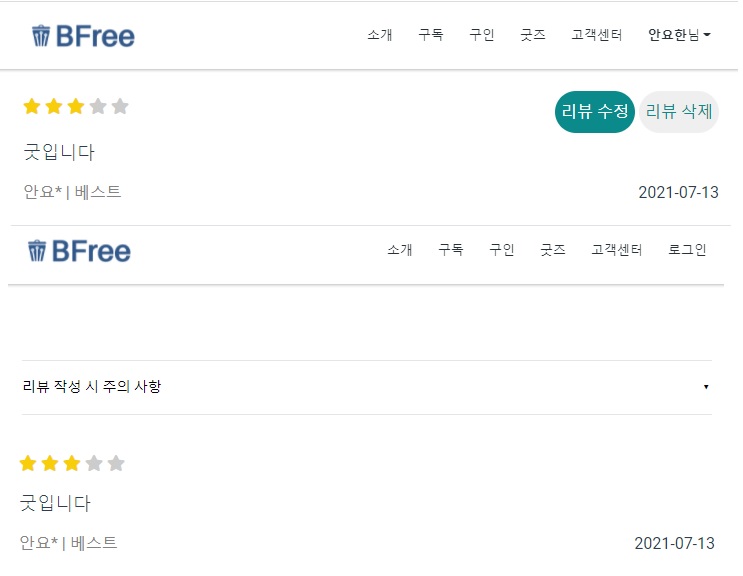 BFree 소개 구독 구인 굿즈 고객센터 안요한님
리뷰 수정 리뷰 삭제
굿입니다
안요* | 베스트 2021-07-13
BFree 소개 구독 구인 굿즈 고객센터 로그인
리뷰 작성 시 주의 사항
굿입니다
안요* | 베스트 2021-07-13